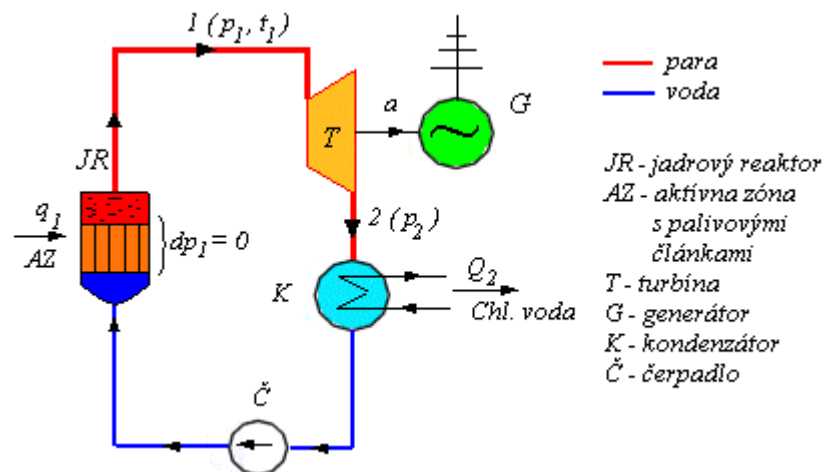 1 (p₁, t₁)
a
G
T
JR
q₁
AZ
dp₁ = 0
2 (p₂)
K
Q₂
Chl. voda
Č
para
voda
JR - jadrový reaktor
AZ - aktívna zóna
s palivovými
článkami
T - turbína
G - generátor
K - kondenzátor
Č - čerpadlo